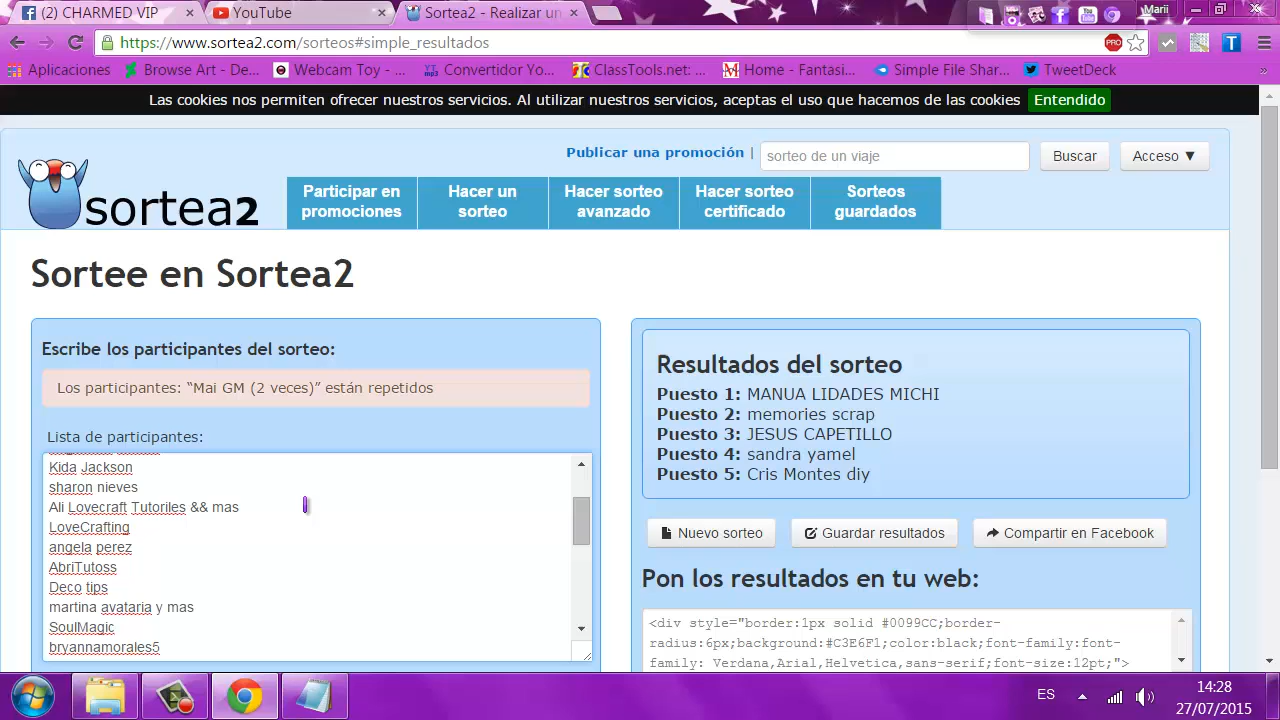 (2) CHARMED VIP
YouTube
Sortea2 - Realizar un
Marii
https://www.sortea2.com/sorteos#simple_resultados
PRO
Aplicaciones
Browse Art - De...
Webcam Toy - ...
Convertidor Yo...
ClassTools.net: ...
Home - Fantasi...
Simple File Shar...
TweetDeck
»
Las cookies nos permiten ofrecer nuestros servicios. Al utilizar nuestros servicios, aceptas el uso que hacemos de las cookies Entendido
Publicar una promoción |
sorteo de un viaje
Buscar
Acceso ▼
sortea2
Participar en
promociones
Hacer un
sorteo
Hacer sorteo
avanzado
Hacer sorteo
certificado
Sorteos
guardados
Sortee en Sortea2
Escribe los participantes del sorteo:
Los participantes: “Mai GM (2 veces)” están repetidos
Lista de participantes:
Kida Jackson
sharon nieves
Ali Lovecraft Tutoriles && mas
LoveCrafting
angela perez
AbriTutoss
Deco tips
martina avataria y mas
SoulMagic
bryannamorales5
Resultados del sorteo
Puesto 1: MANUA LIDADES MICHI
Puesto 2: memories scrap
Puesto 3: JESUS CAPETILLO
Puesto 4: sandra yamel
Puesto 5: Cris Montes diy
Nuevo sorteo
Guardar resultados
Compartir en Facebook
Pon los resultados en tu web:
<div style="border:1px solid #0099CC;border-
radius:6px;background:#C3E6F1;color:black;font-family:font-
family: Verdana,Arial,Helvetica,sans-serif;font-size:12pt;">
ES
14:28
27/07/2015